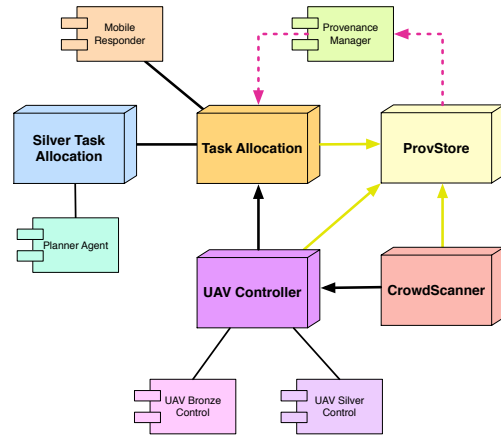 Mobile
Responder
Provenance
Manager
Silver Task
Allocation
Task Allocation
ProvStore
Planner Agent
UAV Controller
CrowdScanner
UAV Bronze
Control
UAV Silver
Control